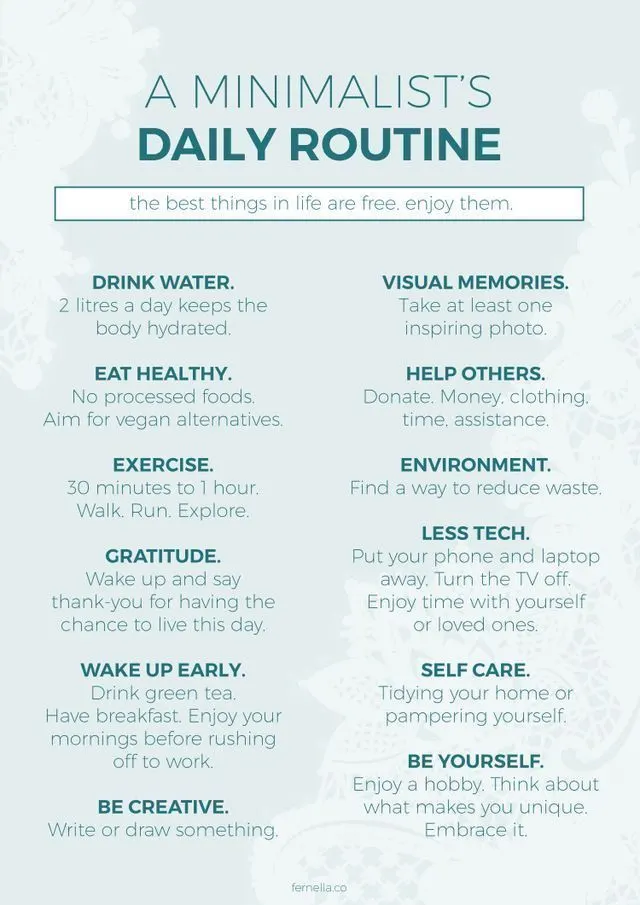 A MINIMALIST'S
DAILY ROUTINE
the best things in life are free. enjoy them.
DRINK WATER.
2 litres a day keeps the
body hydrated.
EAT HEALTHY.
No processed foods.
Aim for vegan alternatives.
EXERCISE.
30 minutes to 1 hour.
Walk. Run. Explore.
GRATITUDE.
Wake up and say
thank-you for having the
chance to live this day.
WAKE UP EARLY.
Drink green tea.
Have breakfast. Enjoy your
mornings before rushing
off to work.
BE CREATIVE.
Write or draw something.
VISUAL MEMORIES.
Take at least one
inspiring photo.
HELP OTHERS.
Donate. Money, clothing,
time, assistance.
ENVIRONMENT.
Find a way to reduce waste.
LESS TECH.
Put your phone and laptop
away. Turn the TV off.
Enjoy time with yourself
or loved ones.
SELF CARE.
Tidying your home or
pampering yourself.
BE YOURSELF.
Enjoy a hobby. Think about
what makes you unique.
Embrace it.
fernella.co